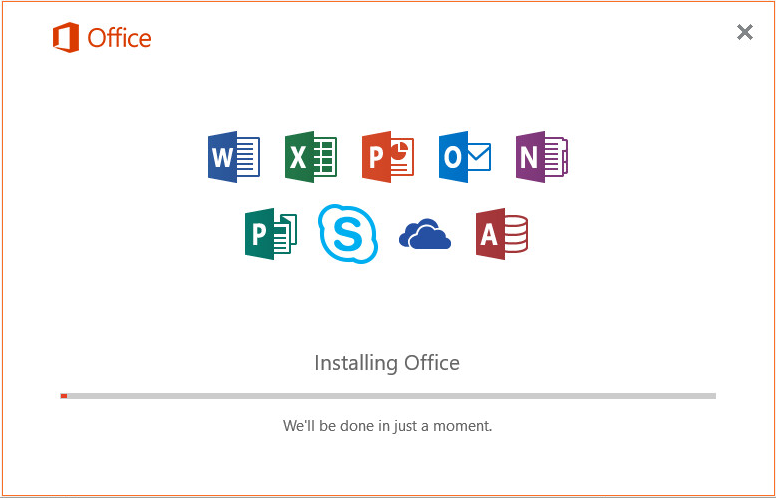 Office
W X P O N
P S A
Installing Office
We'll be done in just a moment.